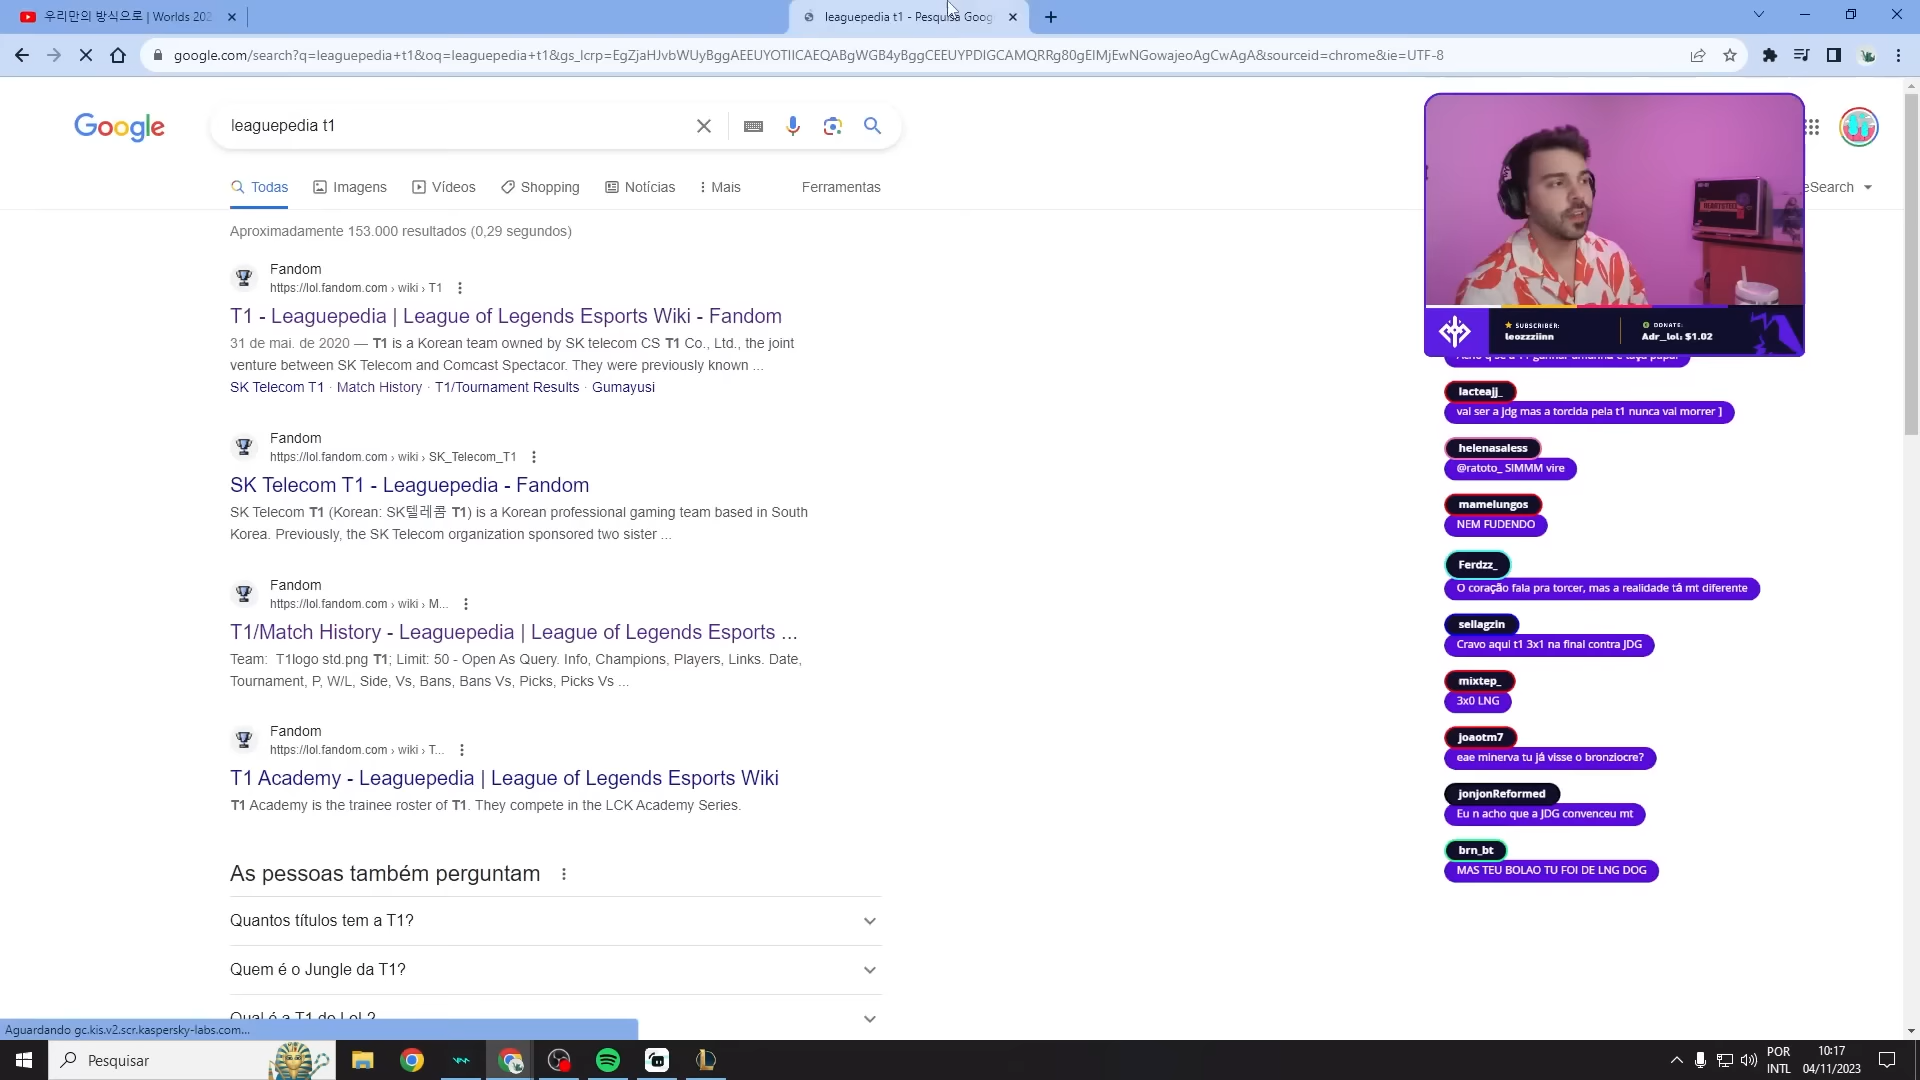 우리만의 방식으로 | Worlds 202
leaguepedia t1 - Pesquisa Goog
google.com/search?q=leaguepedia+t1&oq=leaguepedia+t1&gs_lcrp=EgZjaHJvbWUyBggAEEUYOTIICAEQABgWGB4yBggCEEUYPDIGCAMQRRg80gEIMjEwNGowajeoAgCwAgA&sourceid=chrome&ie=UTF-8
Google
leaguepedia t1
Todas
Imagens
Vídeos
Shopping
Notícias
Mais
Ferramentas
eSearch
Aproximadamente 153.000 resultados (0,29 segundos)
Fandom
https://lol.fandom.com › wiki › T1
T1 - Leaguepedia | League of Legends Esports Wiki - Fandom
31 de mai. de 2020 — T1 is a Korean team owned by SK telecom CS T1 Co., Ltd., the joint
venture between SK Telecom and Comcast Spectacor. They were previously known ...
SK Telecom T1 · Match History · T1/Tournament Results · Gumayusi
Fandom
https://lol.fandom.com › wiki › SK_Telecom_T1
SK Telecom T1 - Leaguepedia - Fandom
SK Telecom T1 (Korean: SK텔레콤 T1) is a Korean professional gaming team based in South
Korea. Previously, the SK Telecom organization sponsored two sister ...
Fandom
https://lol.fandom.com › wiki › M...
T1/Match History - Leaguepedia | League of Legends Esports ...
Team: T1logo std.png T1; Limit: 50 - Open As Query. Info, Champions, Players, Links. Date,
Tournament, P, W/L, Side, Vs, Bans, Bans Vs, Picks, Picks Vs ...
Fandom
https://lol.fandom.com › wiki › T...
T1 Academy - Leaguepedia | League of Legends Esports Wiki
T1 Academy is the trainee roster of T1. They compete in the LCK Academy Series.
As pessoas também perguntam
Quantos títulos tem a T1?
Quem é o Jungle da T1?
Qual é a T1 do LoL?
HEARTSTEEL
SUBSCRIBER:
leozzziinn
DONATE:
Adr_lol: $1.02
lacteajj_
vai ser a jdg mas a torcida pela t1 nunca vai morrer ]
helenasaless
@ratoto_ SIMMM vire
mamelungos
NEM FUDENDO
Ferdzz_
O coração fala pra torcer, mas a realidade tá mt diferente
sellagzin
Cravo aqui t1 3x1 na final contra JDG
mixtep_
3x0 LNG
joaotm7
eae minerva tu já visse o bronziocre?
jonjonReformed
Eu n acho que a JDG convenceu mt
brn_bt
MAS TEU BOLAO TU FOI DE LNG DOG
Aguardando gc.kis.v2.scr.kaspersky-labs.com...
Pesquisar
POR
INTL
10:17
04/11/2023